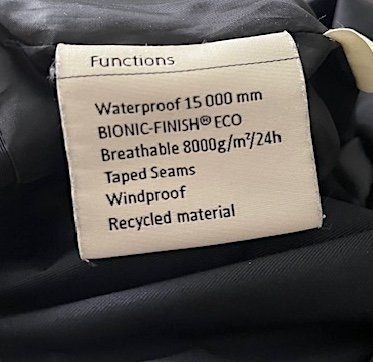 Functions
Waterproof 15 000 mm
BIONIC-FINISH® ECO
Breathable 8000g/m²/24h
Taped Seams
Windproof
Recycled material